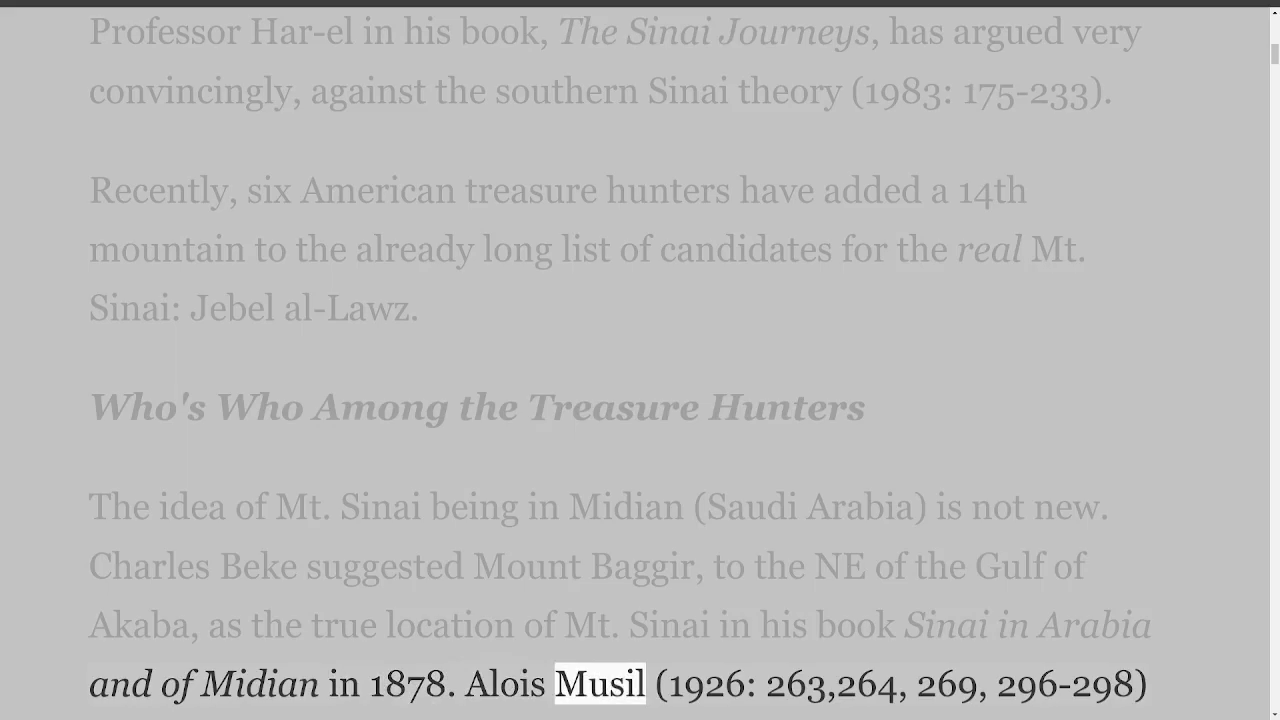 Professor Har-el in his book, The Sinai Journeys, has argued very
convincingly, against the southern Sinai theory (1983: 175-233).
Recently, six American treasure hunters have added a 14th
mountain to the already long list of candidates for the real Mt.
Sinai: Jebel al-Lawz.
Who's Who Among the Treasure Hunters
The idea of Mt. Sinai being in Midian (Saudi Arabia) is not new.
Charles Beke suggested Mount Baggir, to the NE of the Gulf of
Akaba, as the true location of Mt. Sinai in his book Sinai in Arabia
and of Midian in 1878. Alois Musil (1926: 263,264, 269, 296-298)